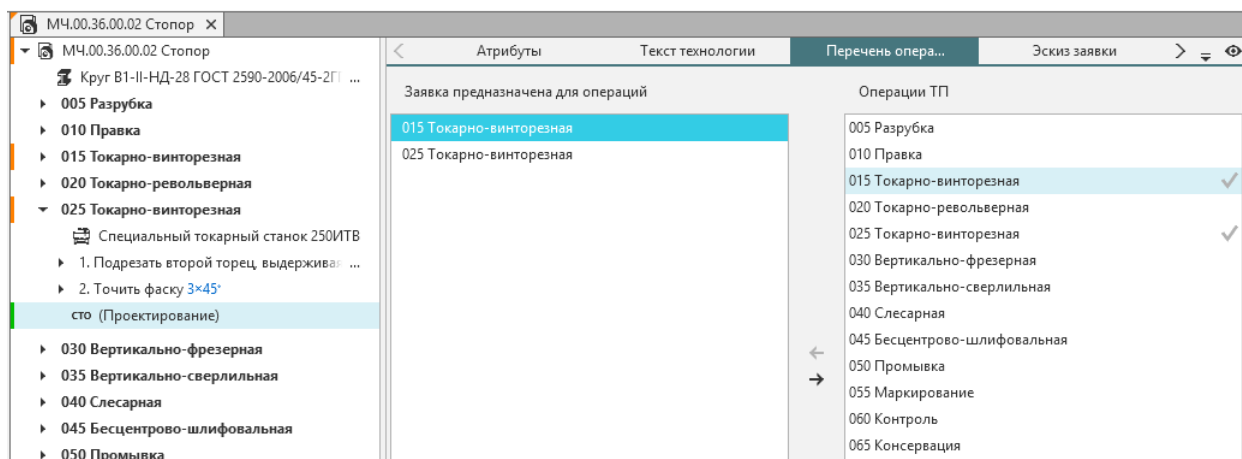 МЧ.00.36.00.02 Стопор
МЧ.00.36.00.02 Стопор
Круг В1-II-НД-28 ГОСТ 2590-2006/45-2ГП ...
005 Разрубка
010 Правка
015 Токарно-винторезная
020 Токарно-револьверная
025 Токарно-винторезная
Специальный токарный станок 250ИТВ
1. Подрезать второй торец, выдерживая ...
2. Точить фаску 3×45°
СТО (Проектирование)
030 Вертикально-фрезерная
035 Вертикально-сверлильная
040 Слесарная
045 Бесцентрово-шлифовальная
050 Промывка
Атрибуты
Текст технологии
Перечень опера...
Эскиз заявки
Заявка предназначена для операций
015 Токарно-винторезная
025 Токарно-винторезная
Операции ТП
005 Разрубка
010 Правка
015 Токарно-винторезная
020 Токарно-револьверная
025 Токарно-винторезная
030 Вертикально-фрезерная
035 Вертикально-сверлильная
040 Слесарная
045 Бесцентрово-шлифовальная
050 Промывка
055 Маркирование
060 Контроль
065 Консервация